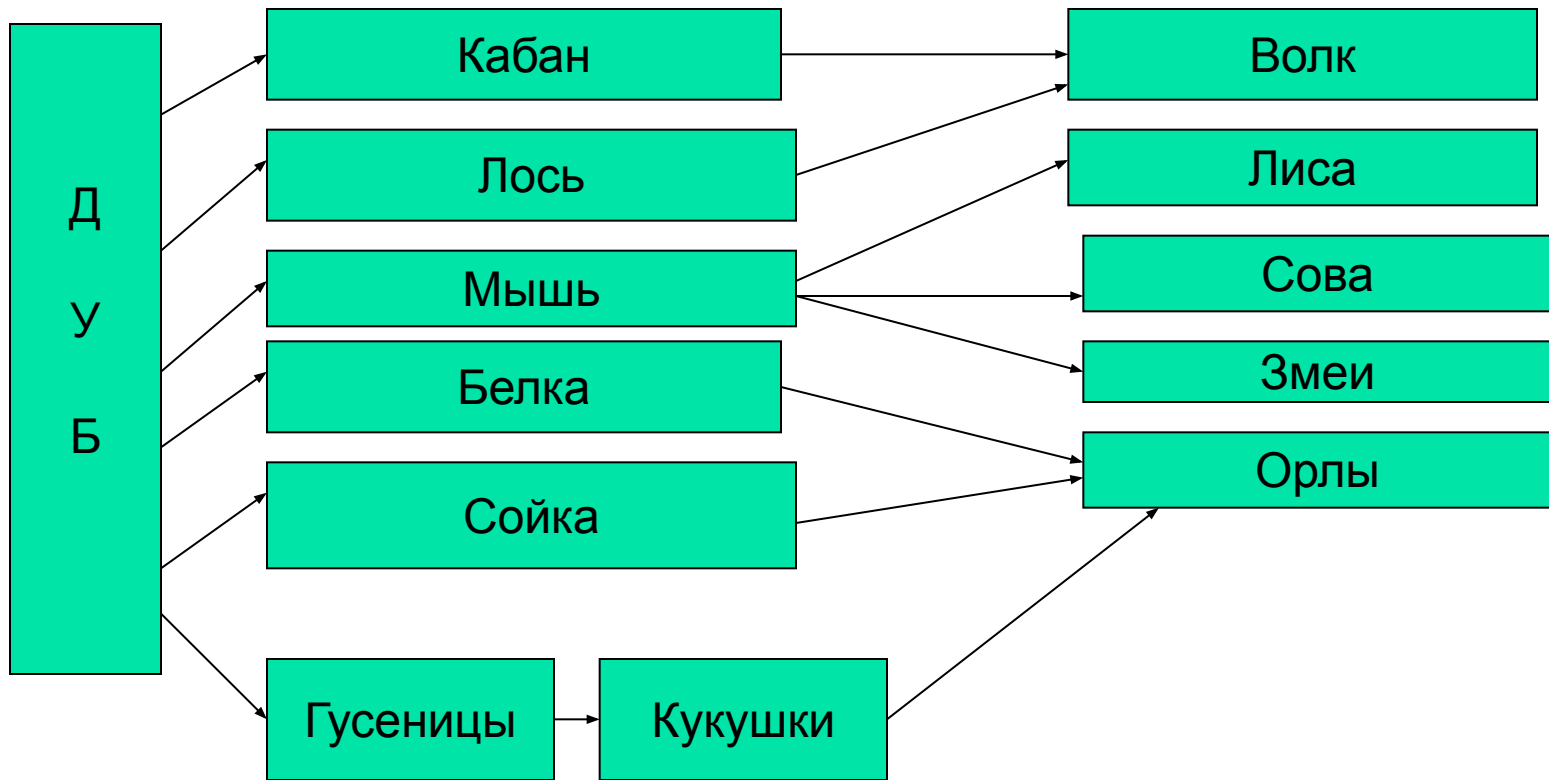 Д
У
Б
Кабан
Лось
Мышь
Белка
Сойка
Гусеницы
Кукушки
Волк
Лиса
Сова
Змеи
Орлы